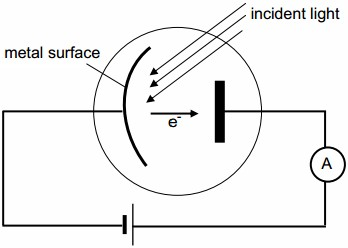 incident light
metal surface
e-
A